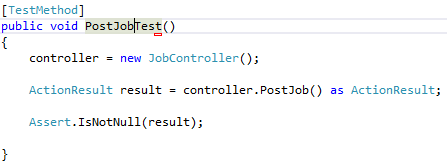 [TestMethod]
public void PostJobTest()
{
controller = new JobController();
ActionResult result = controller.PostJob() as ActionResult;
Assert.IsNotNull(result);
}